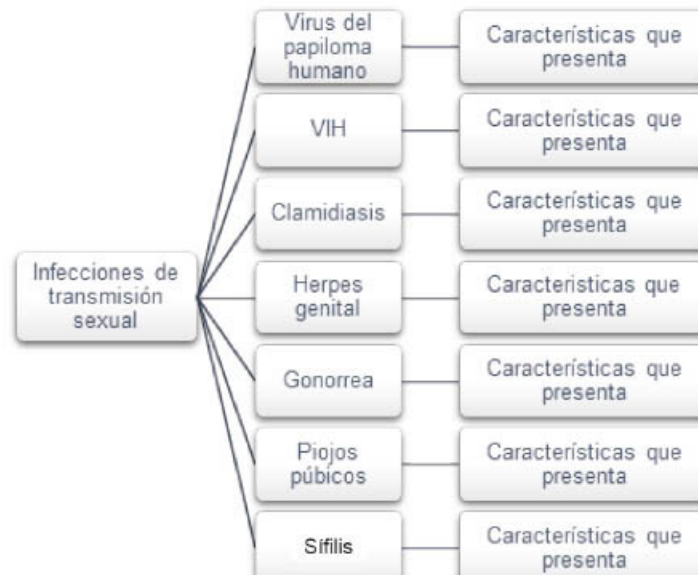 Virus del
papiloma
humano
Características que
presenta
VIH
Características que
presenta
Clamidiasis
Características que
presenta
Infecciones de
transmisión
sexual
Herpes
genital
Características que
presenta
Gonorrea
Características que
presenta
Piojos
púbicos
Características que
presenta
Sífilis
Características que
presenta